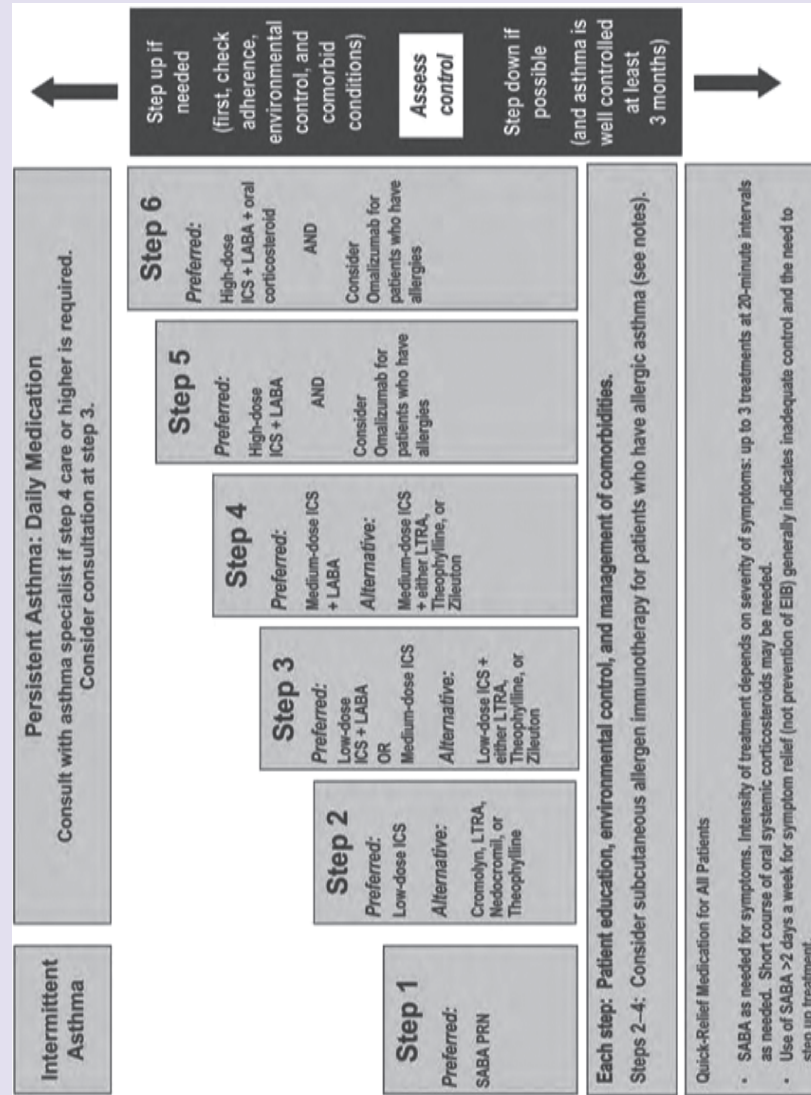 Intermittent
Asthma
Persistent Asthma: Daily Medication
Consult with asthma specialist if step 4 care or higher is required.
Consider consultation at step 3.
Step 1
Preferred:
SABA PRN
Step 2
Preferred:
Low-dose ICS
Alternative:
Cromolyn, LTRA,
Nedocromil, or
Theophylline
Step 3
Preferred:
Low-dose
ICS + LABA
OR
Medium-dose ICS
Alternative:
Low-dose ICS +
either LTRA,
Theophylline, or
Zileuton
Step 4
Preferred:
Medium-dose ICS
+ LABA
Alternative:
Medium-dose ICS
+ either LTRA,
Theophylline, or
Zileuton
Step 5
Preferred:
High-dose
ICS + LABA
AND
Consider
Omalizumab for
patients who have
allergies
Step 6
Preferred:
High-dose
ICS + LABA + oral
corticosteroid
AND
Consider
Omalizumab for
patients who have
allergies
Step up if
needed
(first, check
adherence,
environmental
control, and
comorbid
conditions)
Assess
control
Step down if
possible
(and asthma is
well controlled
at least
3 months)
Each step: Patient education, environmental control, and management of comorbidities.
Steps 2–4: Consider subcutaneous allergen immunotherapy for patients who have allergic asthma (see notes).
Quick-Relief Medication for All Patients
• SABA as needed for symptoms. Intensity of treatment depends on severity of symptoms: up to 3 treatments at 20-minute intervals
as needed. Short course of oral systemic corticosteroids may be needed.
• Use of SABA >2 days a week for symptom relief (not prevention of EIB) generally indicates inadequate control and the need to
step up treatment.